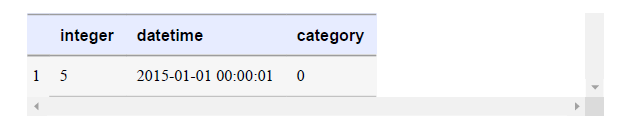 integer datetime category
1 5 2015-01-01 00:00:01 0